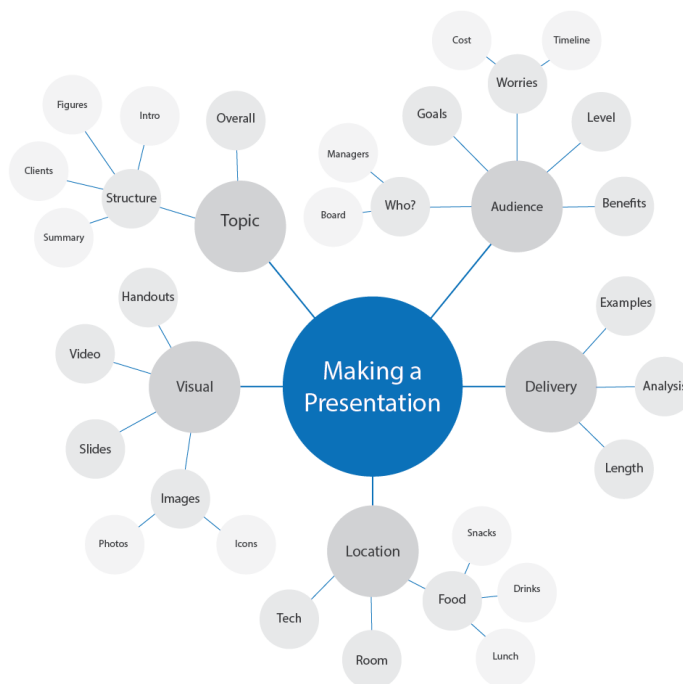 Cost
Timeline
Worries
Figures
Intro
Overall
Goals
Level
Managers
Clients
Structure
Who?
Audience
Benefits
Board
Topic
Summary
Handouts
Examples
Video
Visual
Making a
Presentation
Delivery
Analysis
Slides
Length
Images
Photos
Icons
Location
Snacks
Food
Drinks
Tech
Room
Lunch